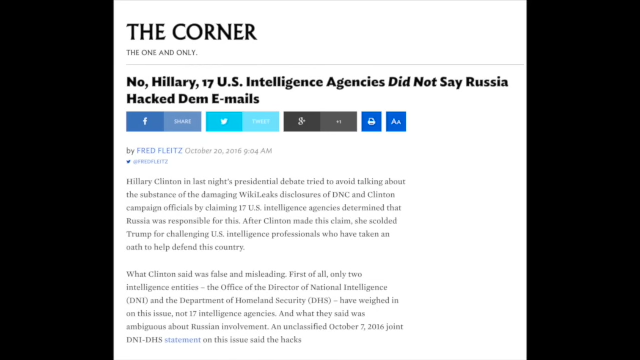 THE CORNER
THE ONE AND ONLY.
No, Hillary, 17 U.S. Intelligence Agencies Did Not Say Russia
Hacked Dem E-mails
f SHARE TWEET g+ +1 AA
by FRED FLEITZ October 20, 2016 9:04 AM
@FREDFLEITZ
Hillary Clinton in last night's presidential debate tried to avoid talking about
the substance of the damaging WikiLeaks disclosures of DNC and Clinton
campaign officials by claiming 17 U.S. intelligence agencies determined that
Russia was responsible for this. After Clinton made this claim, she scolded
Trump for challenging U.S. intelligence professionals who have taken an
oath to help defend this country.
What Clinton said was false and misleading. First of all, only two
intelligence entities – the Office of the Director of National Intelligence
(DNI) and the Department of Homeland Security (DHS) – have weighed in
on this issue, not 17 intelligence agencies. And what they said was
ambiguous about Russian involvement. An unclassified October 7, 2016 joint
DNI-DHS statement on this issue said the hacks